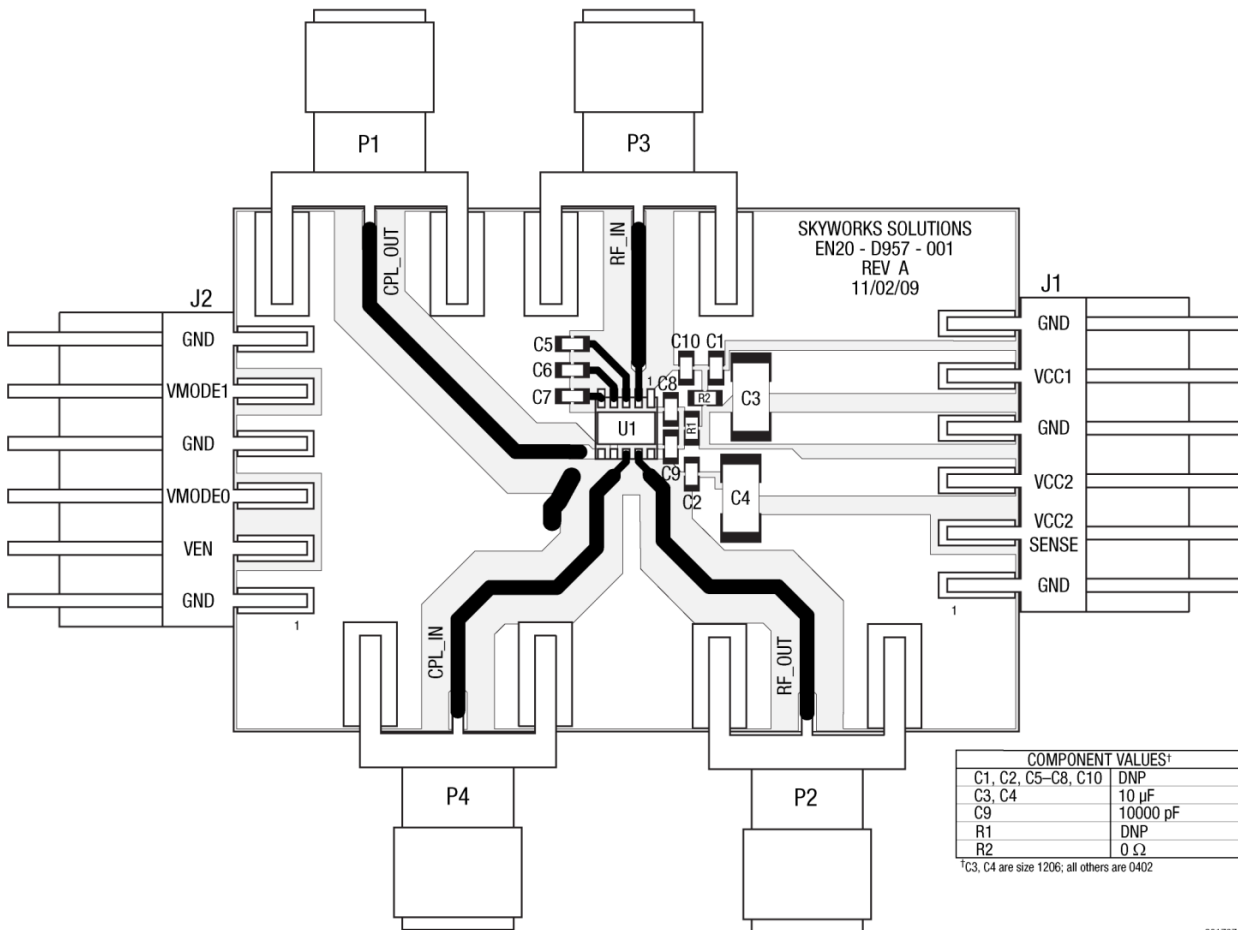 P1
P3
CPL_OUT
RF_IN
SKYWORKS SOLUTIONS
EN20 - D957 - 001
REV A
11/02/09
J2
GND
VMODE1
GND
VMODE0
VEN
GND
1
J1
GND
VCC1
GND
VCC2
VCC2
SENSE
GND
1
C5
C6
C7
C10
C1
C8
1
R2
C3
U1
R1
C9
C2
C4
CPL_IN
RF_OUT
P4
P2
COMPONENT VALUES†
C1, C2, C5–C8, C10 DNP
C3, C4 10 µF
C9 10000 pF
R1 DNP
R2 0 Ω
†C3, C4 are size 1206; all others are 0402